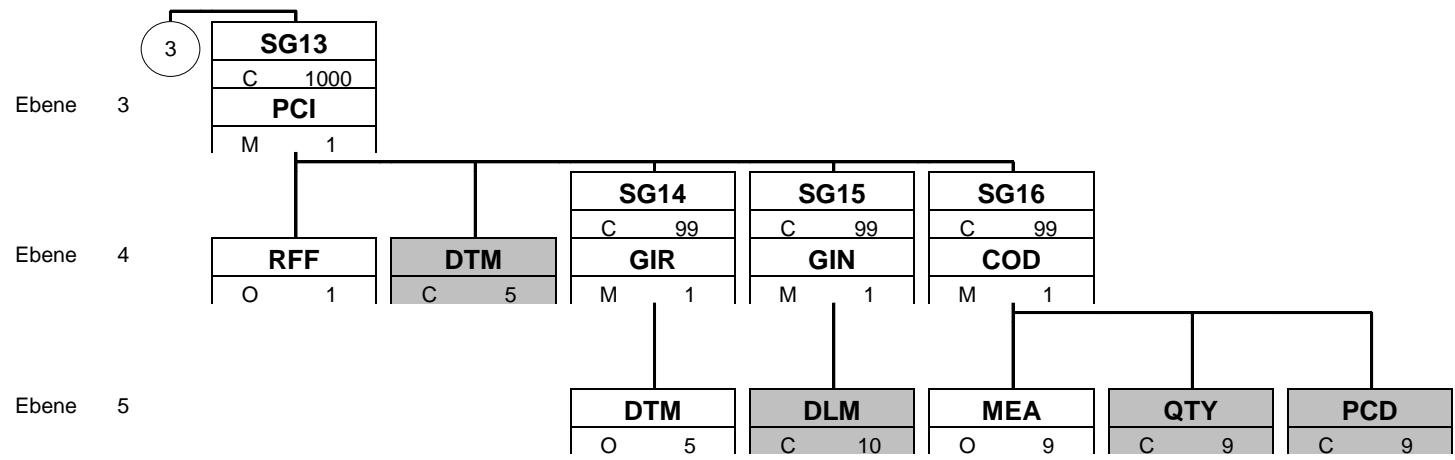 3 SG13
C 1000
Ebene 3 PCI
M 1
SG14 SG15 SG16
C 99 C 99 C 99
Ebene 4 RFF DTM GIR GIN COD
O 1 C 5 M 1 M 1 M 1
Ebene 5 DTM DLM MEA QTY PCD
O 5 C 10 O 9 C 9 C 9